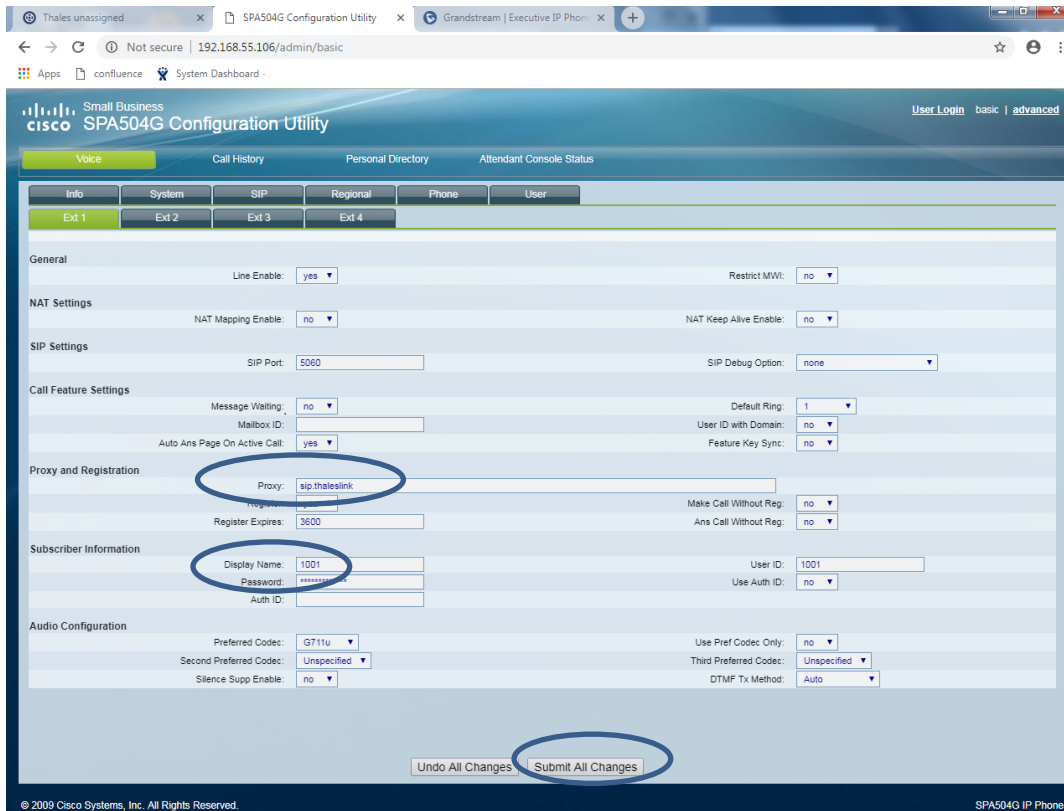 Thales unassigned
SPA504G Configuration Utility
Grandstream | Executive IP Phone
Not secure | 192.168.55.106/admin/basic
Apps confluence System Dashboard -
Small Business
CISCO SPA504G Configuration Utility
User Login basic | advanced
Voice Call History Personal Directory Attendant Console Status
Info System SIP Regional Phone User
Ext 1 Ext 2 Ext 3 Ext 4
General
Line Enable: yes Restrict MWI: no
NAT Settings
NAT Mapping Enable: no NAT Keep Alive Enable: no
SIP Settings
SIP Port: 5060 SIP Debug Option: none
Call Feature Settings
Message Waiting: no Default Ring: 1
Mailbox ID: User ID with Domain: no
Auto Ans Page On Active Call: yes Feature Key Sync: no
Proxy and Registration
Proxy: sip.thaleslink
Make Call Without Reg: no
Register Expires: 3600 Ans Call Without Reg: no
Subscriber Information
Display Name: 1001 User ID: 1001
Password: ************* Use Auth ID: no
Auth ID:
Audio Configuration
Preferred Codec: G711u Use Pref Codec Only: no
Second Preferred Codec: Unspecified Third Preferred Codec: Unspecified
Silence Supp Enable: no DTMF Tx Method: Auto
Undo All Changes Submit All Changes
© 2009 Cisco Systems, Inc. All Rights Reserved. SPA504G IP Phone